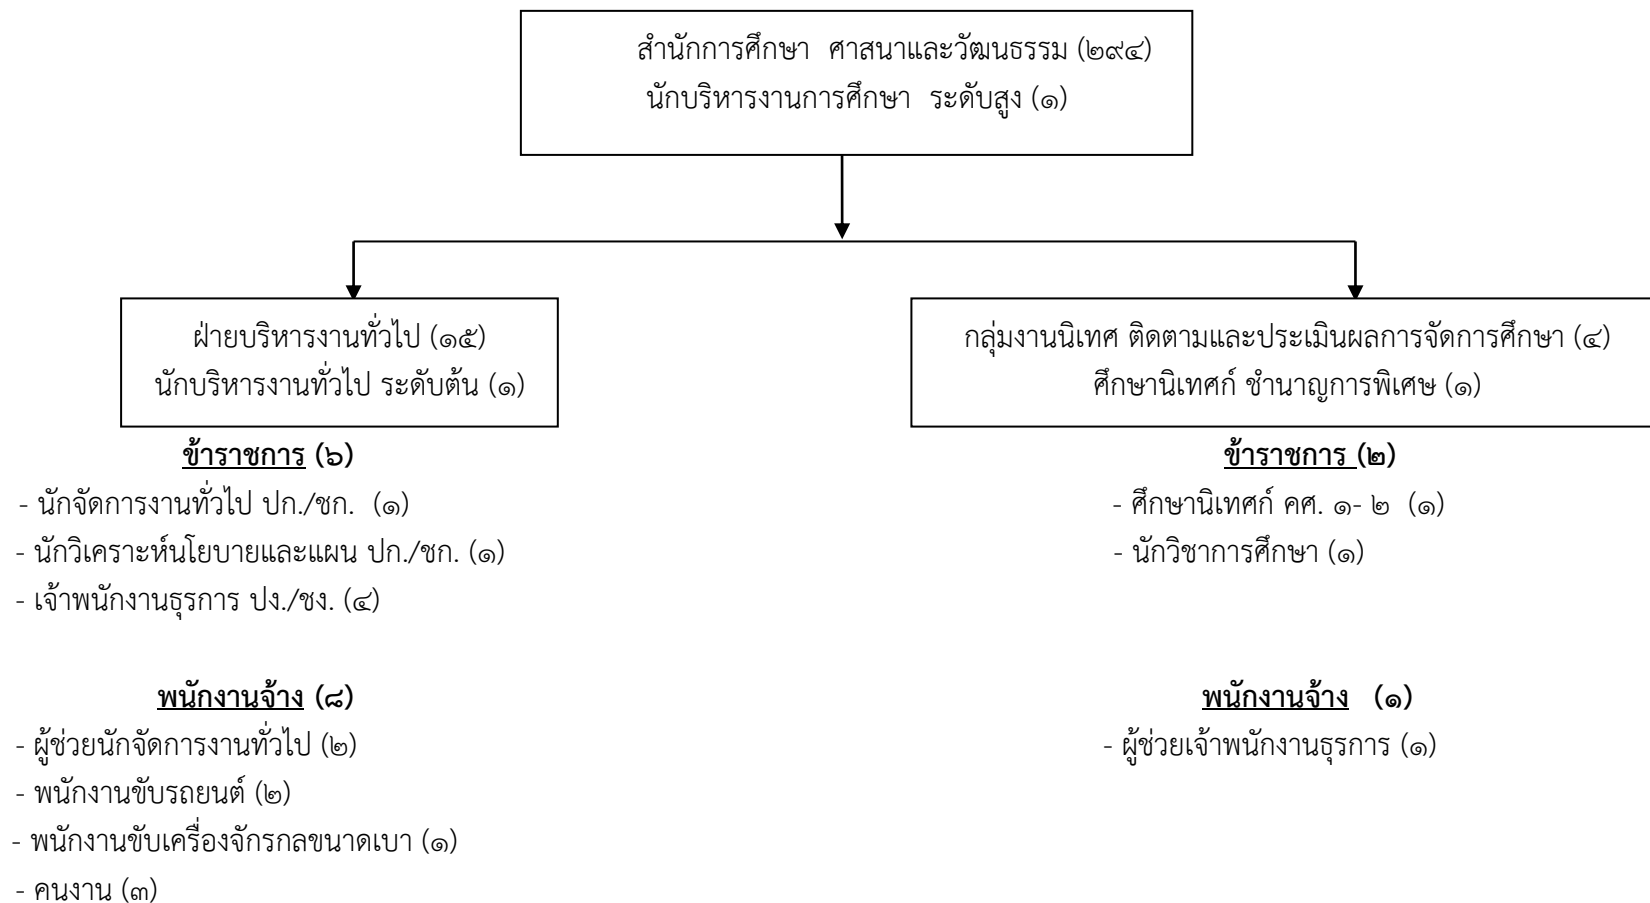 สำนักการศึกษา ศาสนาและวัฒนธรรม (๒๙๔)
นักบริหารงานการศึกษา ระดับสูง (๑)
ฝ่ายบริหารงานทั่วไป (๑๕)
นักบริหารงานทั่วไป ระดับต้น (๑)
ข้าราชการ (๖)
- นักจัดการงานทั่วไป ปก./ชก. (๑)
- นักวิเคราะห์นโยบายและแผน ปก./ชก. (๑)
- เจ้าพนักงานธุรการ ปง./ชง. (๔)
พนักงานจ้าง (๘)
- ผู้ช่วยนักจัดการงานทั่วไป (๒)
- พนักงานขับรถยนต์ (๒)
- พนักงานขับเครื่องจักรกลขนาดเบา (๑)
- คนงาน (๓)
กลุ่มงานนิเทศ ติดตามและประเมินผลการจัดการศึกษา (๔)
ศึกษานิเทศก์ ชำนาญการพิเศษ (๑)
ข้าราชการ (๒)
- ศึกษานิเทศก์ คศ. ๑- ๒ (๑)
- นักวิชาการศึกษา (๑)
พนักงานจ้าง (๑)
- ผู้ช่วยเจ้าพนักงานธุรการ (๑)